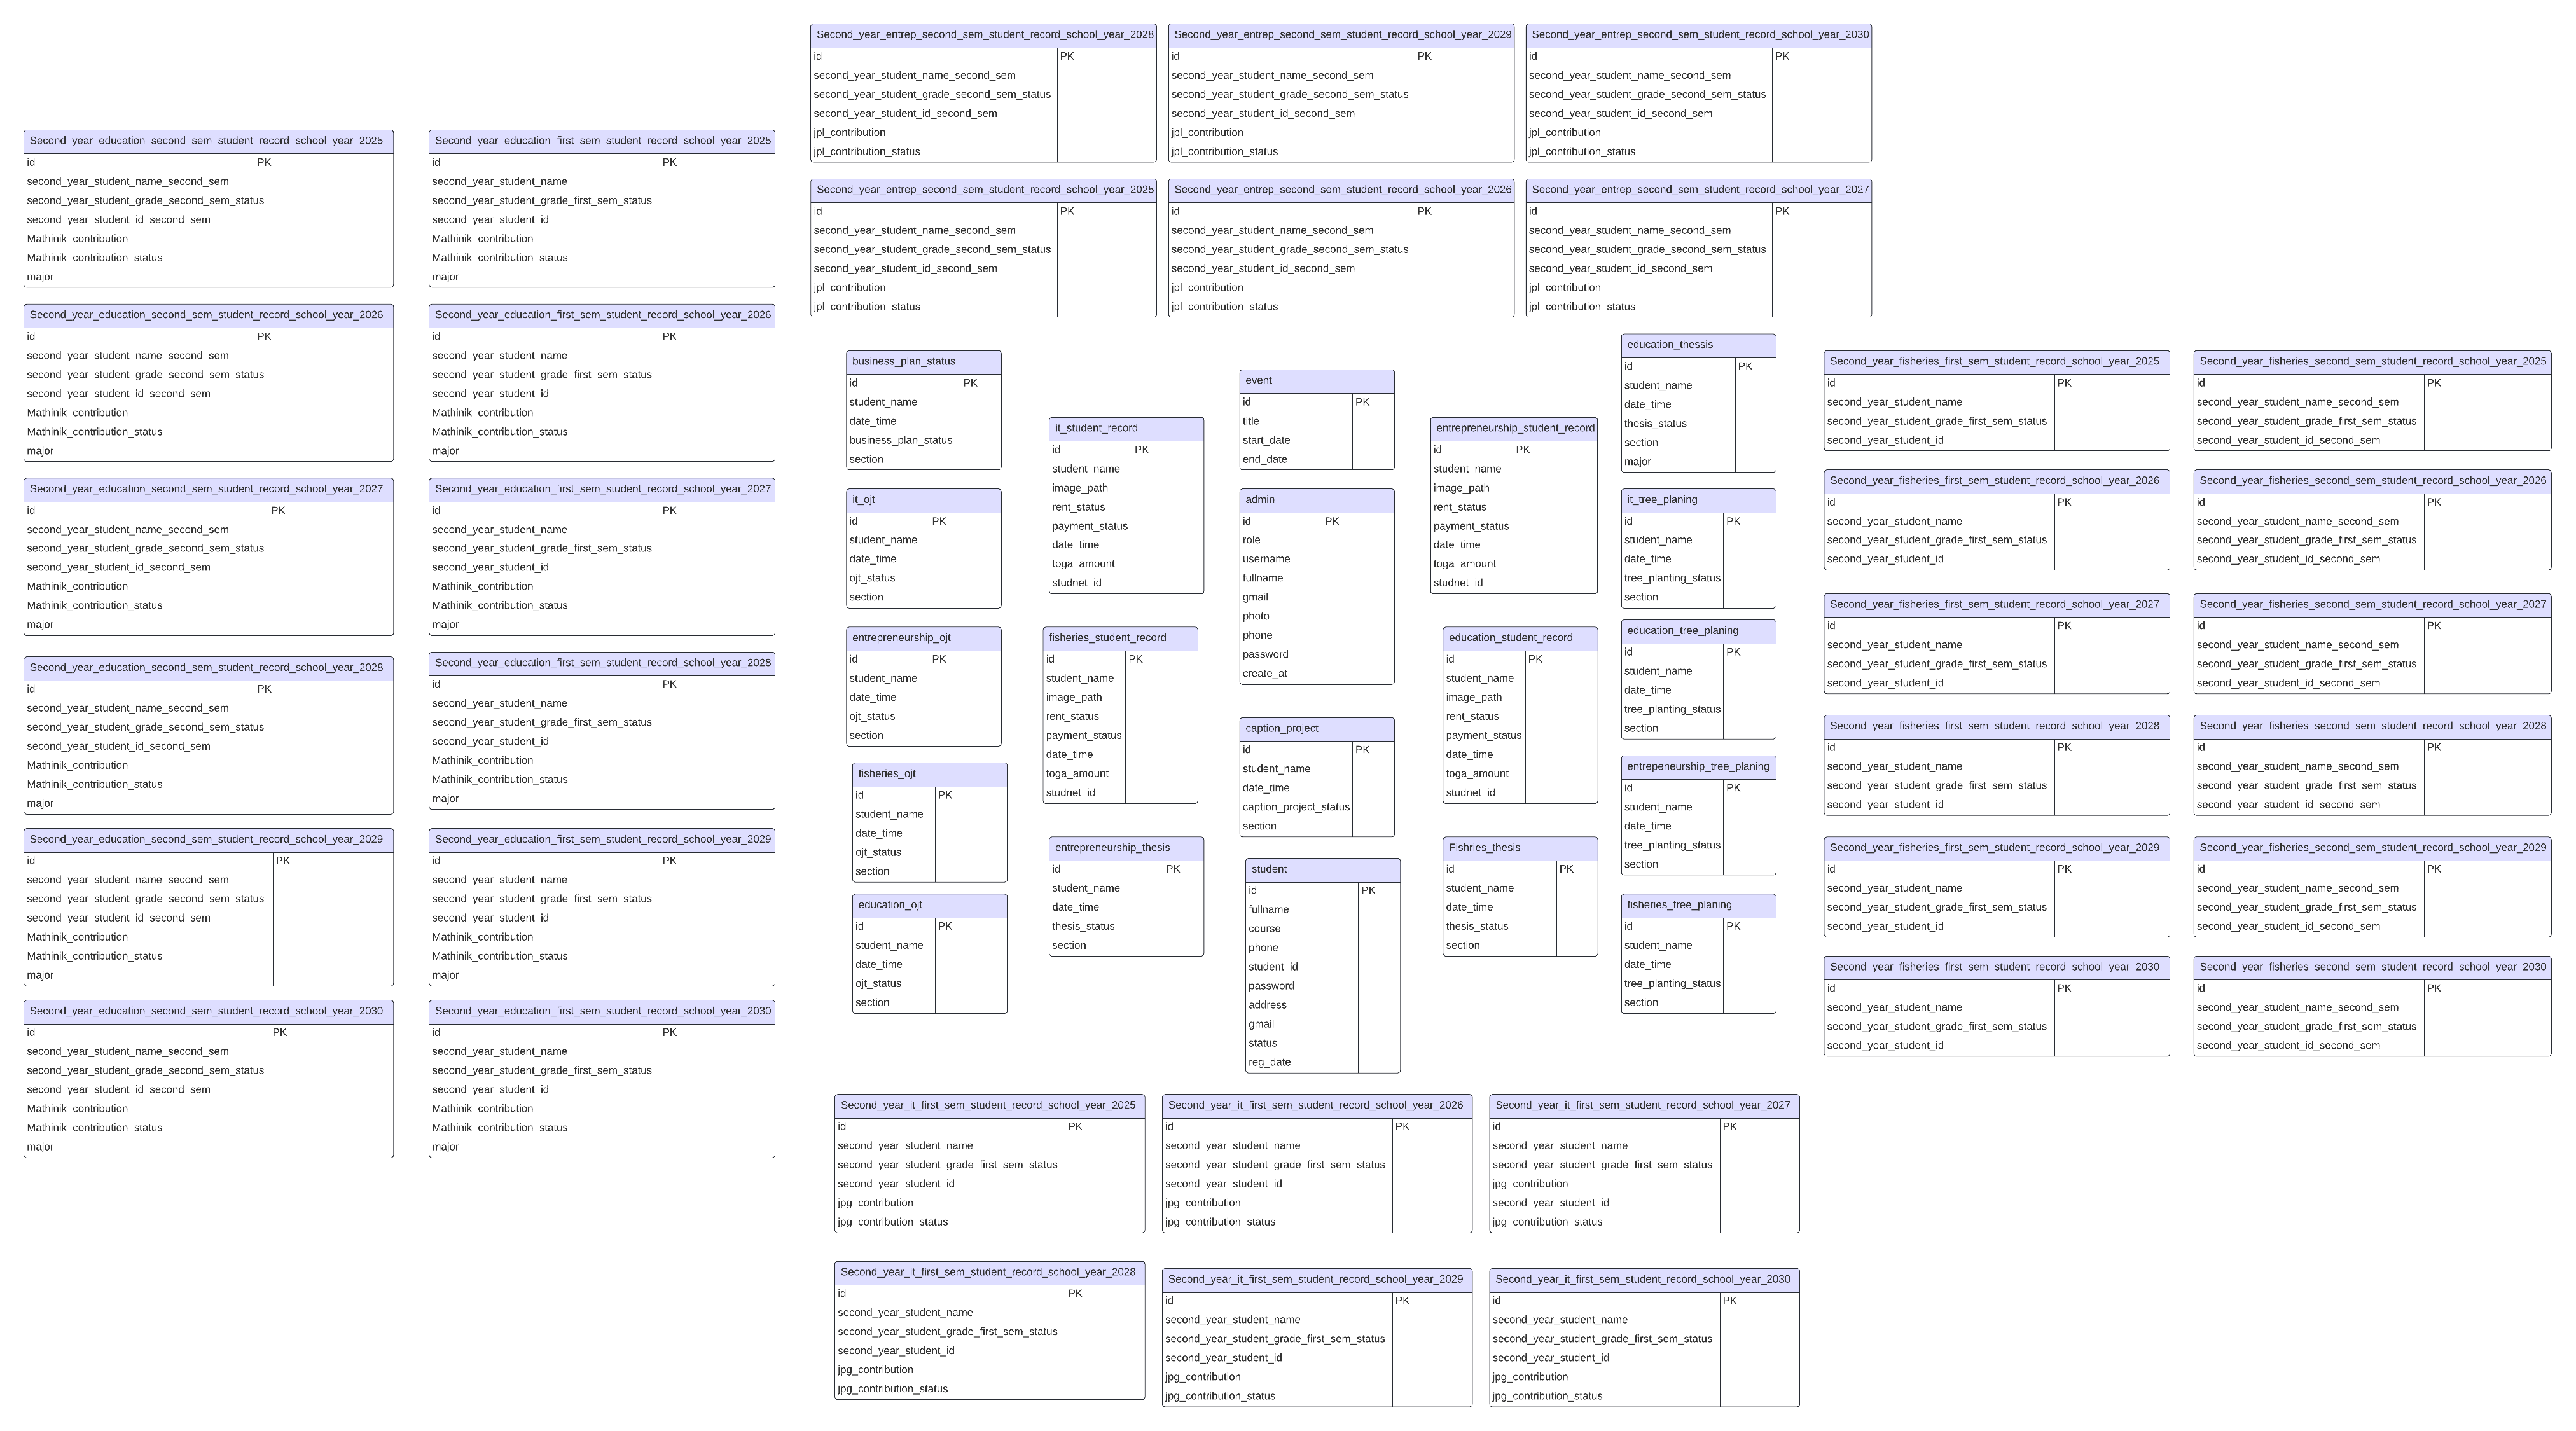 Second_year_entrep_second_sem_student_record_school_year_2028
id PK
second_year_student_name_second_sem
second_year_student_grade_second_sem_status
second_year_student_id_second_sem
jpl_contribution
jpl_contribution_status
Second_year_entrep_second_sem_student_record_school_year_2029
id PK
second_year_student_name_second_sem
second_year_student_grade_second_sem_status
second_year_student_id_second_sem
jpl_contribution
jpl_contribution_status
Second_year_entrep_second_sem_student_record_school_year_2030
id PK
second_year_student_name_second_sem
second_year_student_grade_second_sem_status
second_year_student_id_second_sem
jpl_contribution
jpl_contribution_status
Second_year_entrep_second_sem_student_record_school_year_2025
id PK
second_year_student_name_second_sem
second_year_student_grade_second_sem_status
second_year_student_id_second_sem
jpl_contribution
jpl_contribution_status
Second_year_entrep_second_sem_student_record_school_year_2026
id PK
second_year_student_name_second_sem
second_year_student_grade_second_sem_status
second_year_student_id_second_sem
jpl_contribution
jpl_contribution_status
Second_year_entrep_second_sem_student_record_school_year_2027
id PK
second_year_student_name_second_sem
second_year_student_grade_second_sem_status
second_year_student_id_second_sem
jpl_contribution
jpl_contribution_status
Second_year_education_second_sem_student_record_school_year_2025
id PK
second_year_student_name_second_sem
second_year_student_grade_second_sem_status
second_year_student_id_second_sem
Mathinik_contribution
Mathinik_contribution_status
major
Second_year_education_second_sem_student_record_school_year_2026
id PK
second_year_student_name_second_sem
second_year_student_grade_second_sem_status
second_year_student_id_second_sem
Mathinik_contribution
Mathinik_contribution_status
major
Second_year_education_second_sem_student_record_school_year_2027
id PK
second_year_student_name_second_sem
second_year_student_grade_second_sem_status
second_year_student_id_second_sem
Mathinik_contribution
Mathinik_contribution_status
major
Second_year_education_second_sem_student_record_school_year_2028
id PK
second_year_student_name_second_sem
second_year_student_grade_second_sem_status
second_year_student_id_second_sem
Mathinik_contribution
Mathinik_contribution_status
major
Second_year_education_second_sem_student_record_school_year_2029
id PK
second_year_student_name_second_sem
second_year_student_grade_second_sem_status
second_year_student_id_second_sem
Mathinik_contribution
Mathinik_contribution_status
major
Second_year_education_second_sem_student_record_school_year_2030
id PK
second_year_student_name_second_sem
second_year_student_grade_second_sem_status
second_year_student_id_second_sem
Mathinik_contribution
Mathinik_contribution_status
major
Second_year_education_first_sem_student_record_school_year_2025
id PK
second_year_student_name
second_year_student_grade_first_sem_status
second_year_student_id
Mathinik_contribution
Mathinik_contribution_status
major
Second_year_education_first_sem_student_record_school_year_2026
id PK
second_year_student_name
second_year_student_grade_first_sem_status
second_year_student_id
Mathinik_contribution
Mathinik_contribution_status
major
Second_year_education_first_sem_student_record_school_year_2027
id PK
second_year_student_name
second_year_student_grade_first_sem_status
second_year_student_id
Mathinik_contribution
Mathinik_contribution_status
major
Second_year_education_first_sem_student_record_school_year_2028
id PK
second_year_student_name
second_year_student_grade_first_sem_status
second_year_student_id
Mathinik_contribution
Mathinik_contribution_status
major
Second_year_education_first_sem_student_record_school_year_2029
id PK
second_year_student_name
second_year_student_grade_first_sem_status
second_year_student_id
Mathinik_contribution
Mathinik_contribution_status
major
Second_year_education_first_sem_student_record_school_year_2030
id PK
second_year_student_name
second_year_student_grade_first_sem_status
second_year_student_id
Mathinik_contribution
Mathinik_contribution_status
major
business_plan_status
id PK
student_name
date_time
business_plan_status
section
it_ojt
id PK
student_name
date_time
ojt_status
section
entrepreneurship_ojt
id PK
student_name
date_time
ojt_status
section
fisheries_ojt
id PK
student_name
date_time
ojt_status
section
education_ojt
id PK
student_name
date_time
ojt_status
section
it_student_record
id PK
student_name
image_path
rent_status
payment_status
date_time
toga_amount
studnet_id
fisheries_student_record
id PK
student_name
image_path
rent_status
payment_status
date_time
toga_amount
studnet_id
entrepreneurship_thesis
id PK
student_name
date_time
thesis_status
section
event
id PK
title
start_date
end_date
admin
id PK
role
username
fullname
gmail
photo
phone
password
create_at
caption_project
id PK
student_name
date_time
caption_project_status
section
student
id PK
fullname
course
phone
student_id
password
address
gmail
status
reg_date
entrepreneurship_student_record
id PK
student_name
image_path
rent_status
payment_status
date_time
toga_amount
studnet_id
education_student_record
id PK
student_name
image_path
rent_status
payment_status
date_time
toga_amount
studnet_id
Fishries_thesis
id PK
student_name
date_time
thesis_status
section
education_thessis
id PK
student_name
date_time
thesis_status
section
major
it_tree_planing
id PK
student_name
date_time
tree_planting_status
section
education_tree_planing
id PK
student_name
date_time
tree_planting_status
section
entrepeneurship_tree_planing
id PK
student_name
date_time
tree_planting_status
section
fisheries_tree_planing
id PK
student_name
date_time
tree_planting_status
section
Second_year_fisheries_first_sem_student_record_school_year_2025
id PK
second_year_student_name
second_year_student_grade_first_sem_status
second_year_student_id
Second_year_fisheries_first_sem_student_record_school_year_2026
id PK
second_year_student_name
second_year_student_grade_first_sem_status
second_year_student_id
Second_year_fisheries_first_sem_student_record_school_year_2027
id PK
second_year_student_name
second_year_student_grade_first_sem_status
second_year_student_id
Second_year_fisheries_first_sem_student_record_school_year_2028
id PK
second_year_student_name
second_year_student_grade_first_sem_status
second_year_student_id
Second_year_fisheries_first_sem_student_record_school_year_2029
id PK
second_year_student_name
second_year_student_grade_first_sem_status
second_year_student_id
Second_year_fisheries_first_sem_student_record_school_year_2030
id PK
second_year_student_name
second_year_student_grade_first_sem_status
second_year_student_id
Second_year_fisheries_second_sem_student_record_school_year_2025
id PK
second_year_student_name_second_sem
second_year_student_grade_first_sem_status
second_year_student_id_second_sem
Second_year_fisheries_second_sem_student_record_school_year_2026
id PK
second_year_student_name_second_sem
second_year_student_grade_first_sem_status
second_year_student_id_second_sem
Second_year_fisheries_second_sem_student_record_school_year_2027
id PK
second_year_student_name_second_sem
second_year_student_grade_first_sem_status
second_year_student_id_second_sem
Second_year_fisheries_second_sem_student_record_school_year_2028
id PK
second_year_student_name_second_sem
second_year_student_grade_first_sem_status
second_year_student_id_second_sem
Second_year_fisheries_second_sem_student_record_school_year_2029
id PK
second_year_student_name_second_sem
second_year_student_grade_first_sem_status
second_year_student_id_second_sem
Second_year_fisheries_second_sem_student_record_school_year_2030
id PK
second_year_student_name_second_sem
second_year_student_grade_first_sem_status
second_year_student_id_second_sem
Second_year_it_first_sem_student_record_school_year_2025
id PK
second_year_student_name
second_year_student_grade_first_sem_status
second_year_student_id
jpg_contribution
jpg_contribution_status
Second_year_it_first_sem_student_record_school_year_2026
id PK
second_year_student_name
second_year_student_grade_first_sem_status
second_year_student_id
jpg_contribution
jpg_contribution_status
Second_year_it_first_sem_student_record_school_year_2027
id PK
second_year_student_name
second_year_student_grade_first_sem_status
jpg_contribution
second_year_student_id
jpg_contribution_status
Second_year_it_first_sem_student_record_school_year_2028
id PK
second_year_student_name
second_year_student_grade_first_sem_status
second_year_student_id
jpg_contribution
jpg_contribution_status
Second_year_it_first_sem_student_record_school_year_2029
id PK
second_year_student_name
second_year_student_grade_first_sem_status
second_year_student_id
jpg_contribution
jpg_contribution_status
Second_year_it_first_sem_student_record_school_year_2030
id PK
second_year_student_name
second_year_student_grade_first_sem_status
second_year_student_id
jpg_contribution
jpg_contribution_status